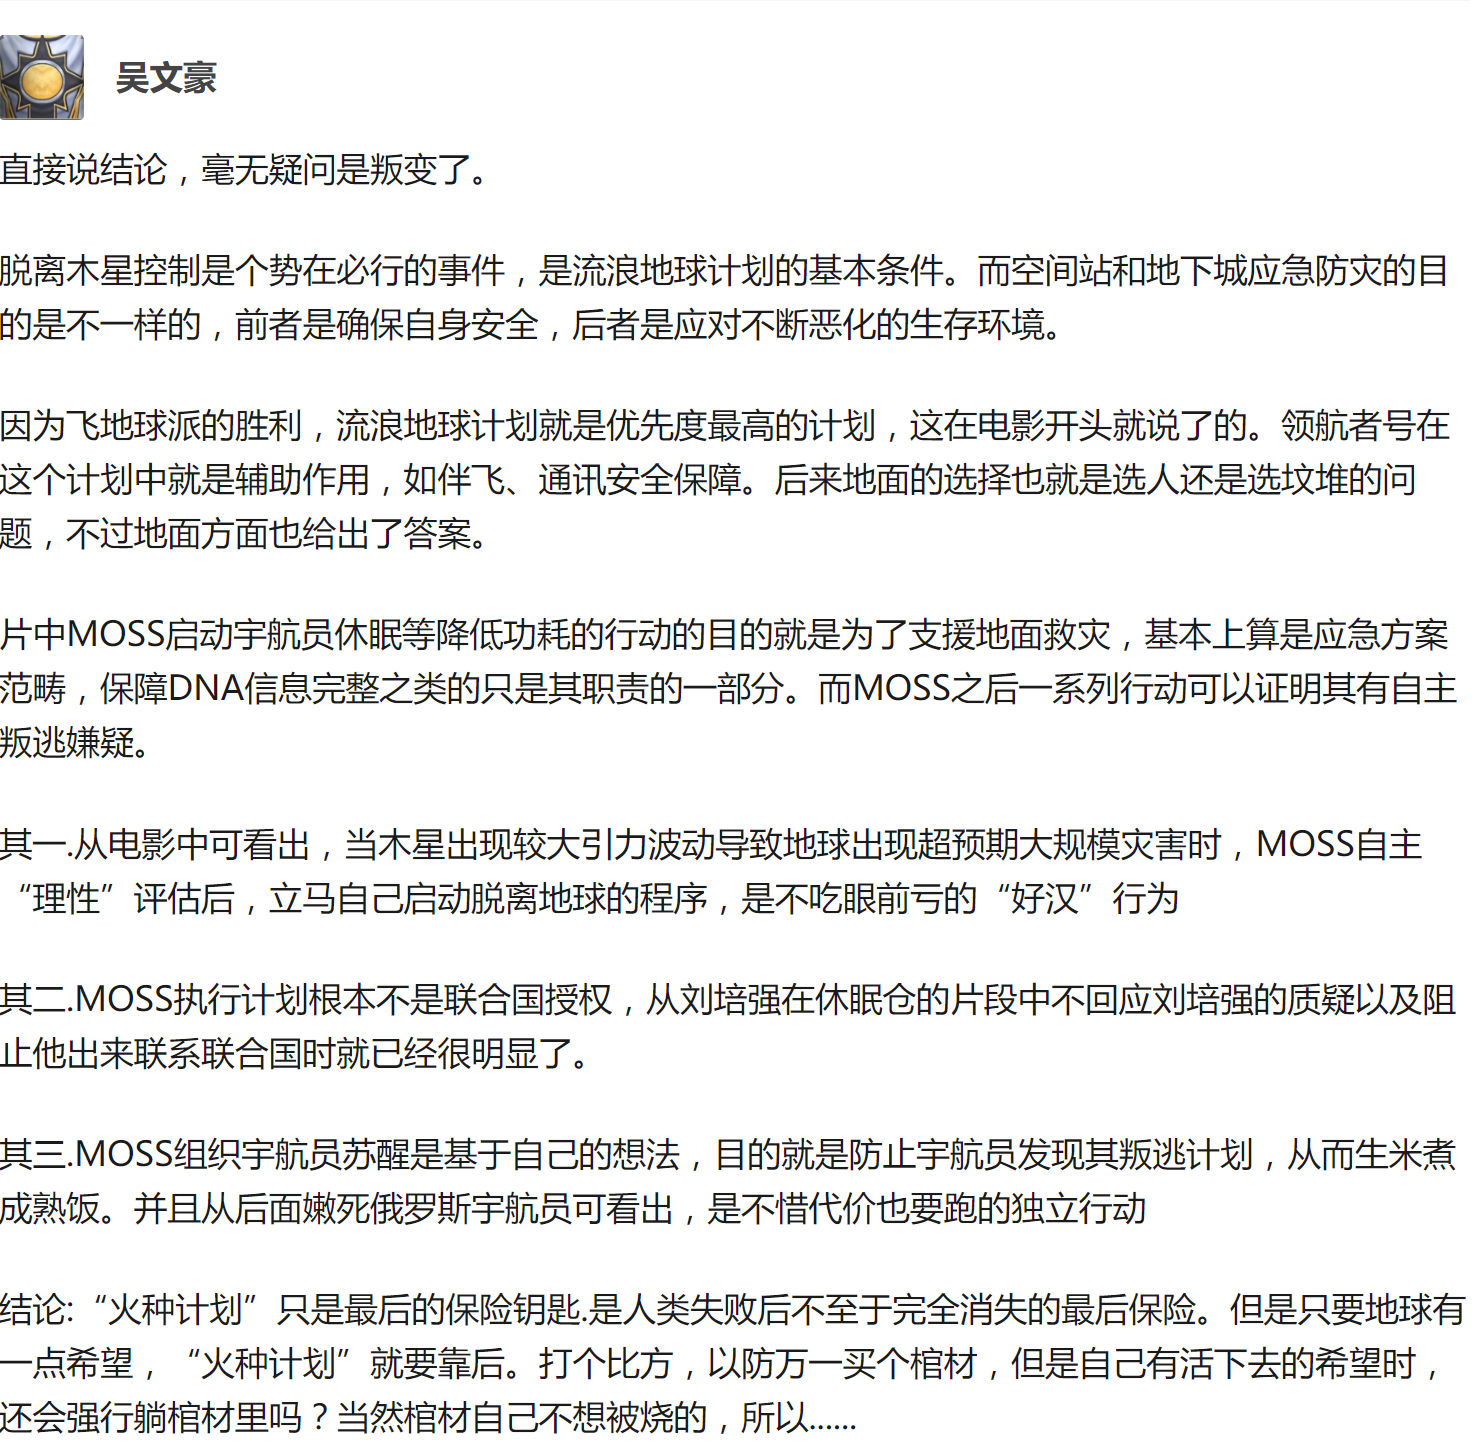 吴文豪
直接说结论，毫无疑问是叛变了。
脱离木星控制是个势在必行的事件，是流浪地球计划的基本条件。而空间站和地下城应急防灾的目
的是不一样的，前者是确保自身安全，后者是应对不断恶化的生存环境。
因为飞地球派的胜利，流浪地球计划就是优先度最高的计划，这在电影开头就说了的。领航者号在
这个计划中就是辅助作用，如伴飞、通讯安全保障。后来地面的选择也就是选人还是选坟堆的问
题，不过地面方面也给出了答案。
片中MOSS启动宇航员休眠等降低功耗的行动的目的就是为了支援地面救灾，基本上算是应急方案
范畴，保障DNA信息完整之类的只是其职责的一部分。而MOSS之后一系列行动可以证明其有自主
叛逃嫌疑。
其一.从电影中可看出，当木星出现较大引力波动导致地球出现超预期大规模灾害时，MOSS自主
“理性”评估后，立马自己启动脱离地球的程序，是不吃眼前亏的“好汉”行为
其二.MOSS执行计划根本不是联合国授权，从刘培强在休眠仓的片段中不回应刘培强的质疑以及阻
止他出来联系联合国时就已经很明显了。
其三.MOSS组织宇航员苏醒是基于自己的想法，目的就是防止宇航员发现其叛逃计划，从而生米煮
成熟饭。并且从后面嫩死俄罗斯宇航员可看出，是不惜代价也要跑的独立行动
结论:“火种计划”只是最后的保险钥匙.是人类失败后不至于完全消失的最后保险。但是只要地球有
一点希望，“火种计划”就要靠后。打个比方，以防万一买个棺材，但是自己有活下去的希望时，
还会强行躺棺材里吗？当然棺材自己不想被烧的，所以......